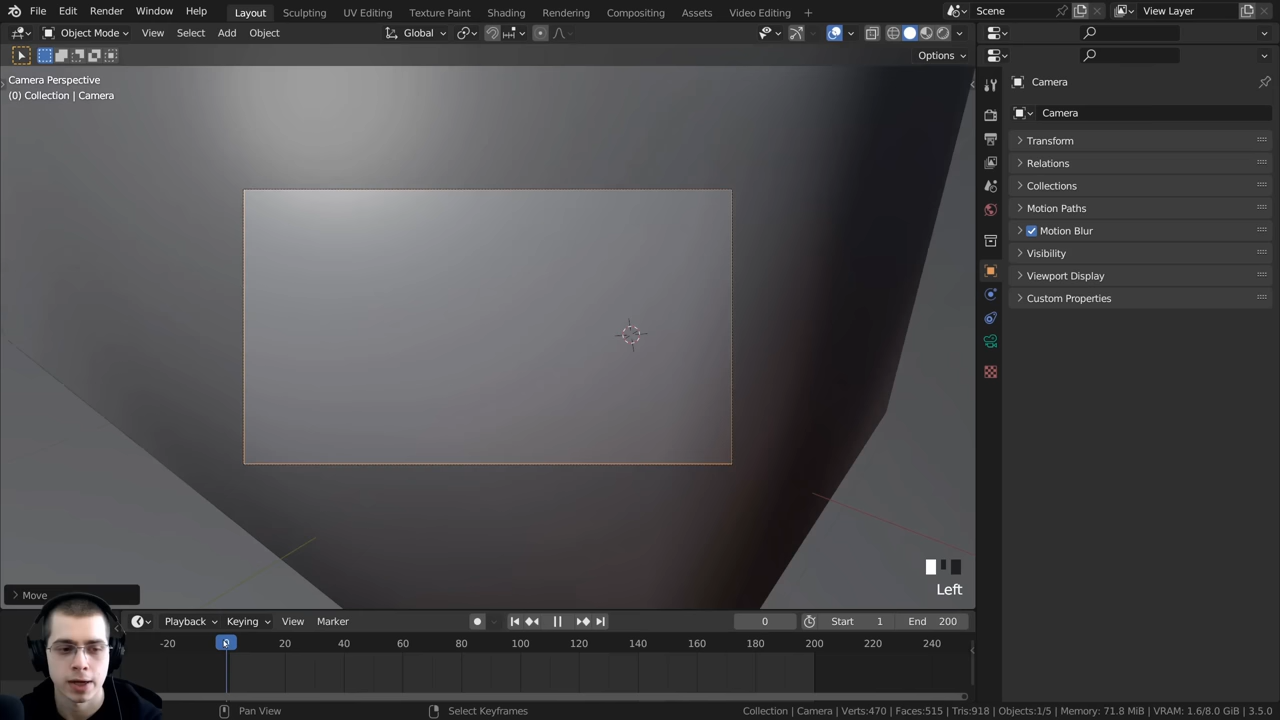 File Edit Render Window Help Layout Sculpting UV Editing Texture Paint Shading Rendering Compositing Assets Video Editing + Scene View Layer
Object Mode View Select Add Object Global
Options
Camera Perspective
(0) Collection | Camera
Camera
Camera
Transform
Relations
Collections
Motion Paths
Motion Blur
Visibility
Viewport Display
Custom Properties
Left
Move
Playback Keying View Marker 0 Start 1 End 200
-20 0 20 40 60 80 100 120 140 160 180 200 220 240
Pan View Select Keyframes Collection | Camera | Verts:470 | Faces:515 | Tris:918 | Objects:1/5 | Memory: 71.8 MiB | VRAM: 1.6/8.0 GiB | 3.5.0